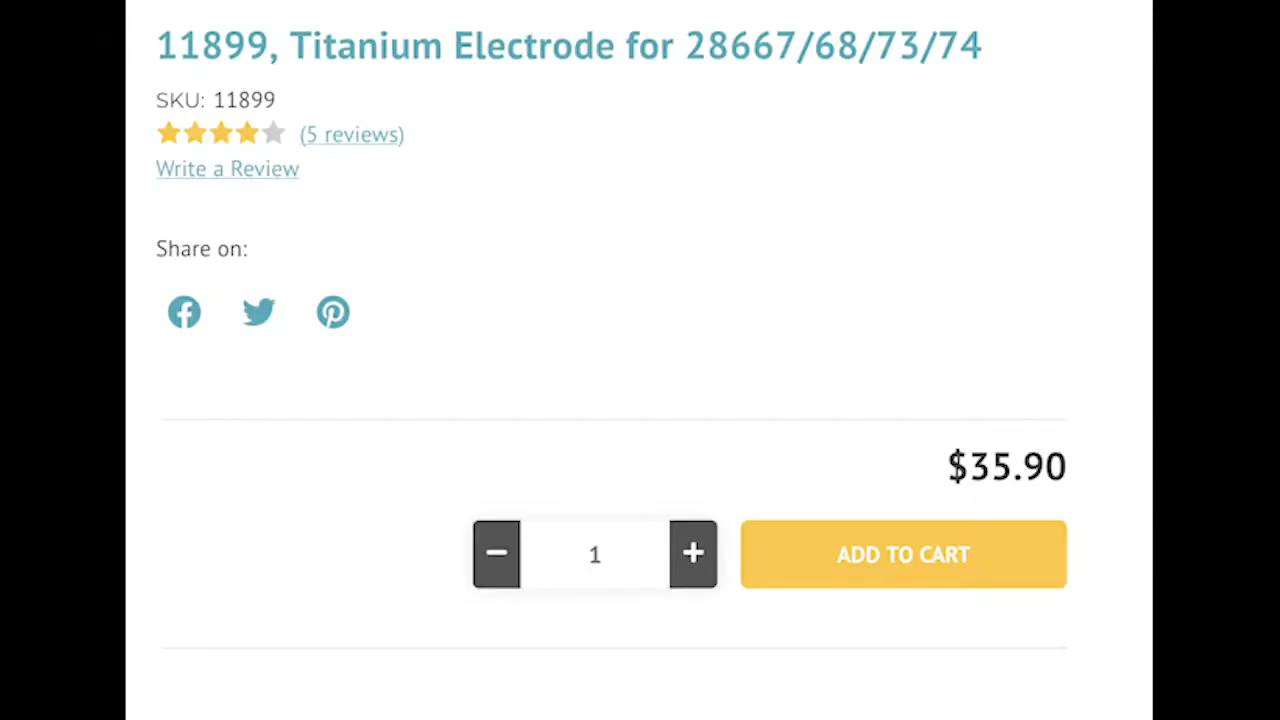 11899, Titanium Electrode for 28667/68/73/74
SKU: 11899
(5 reviews)
Write a Review
Share on:
$35.90
− 1 +
ADD TO CART